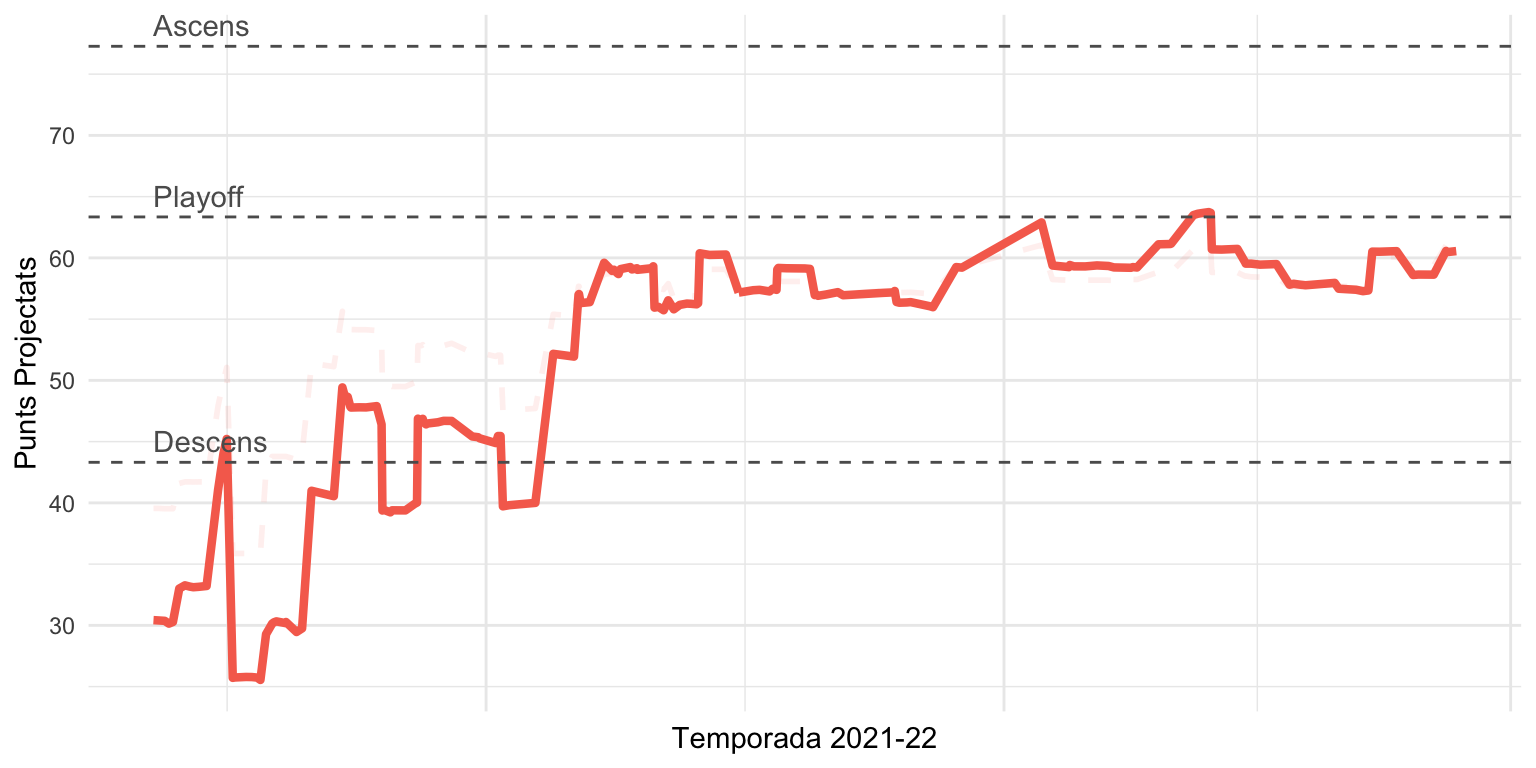 Ascens
70
Playoff
60
50
Descens
40
30
Punts Projectats
Temporada 2021-22